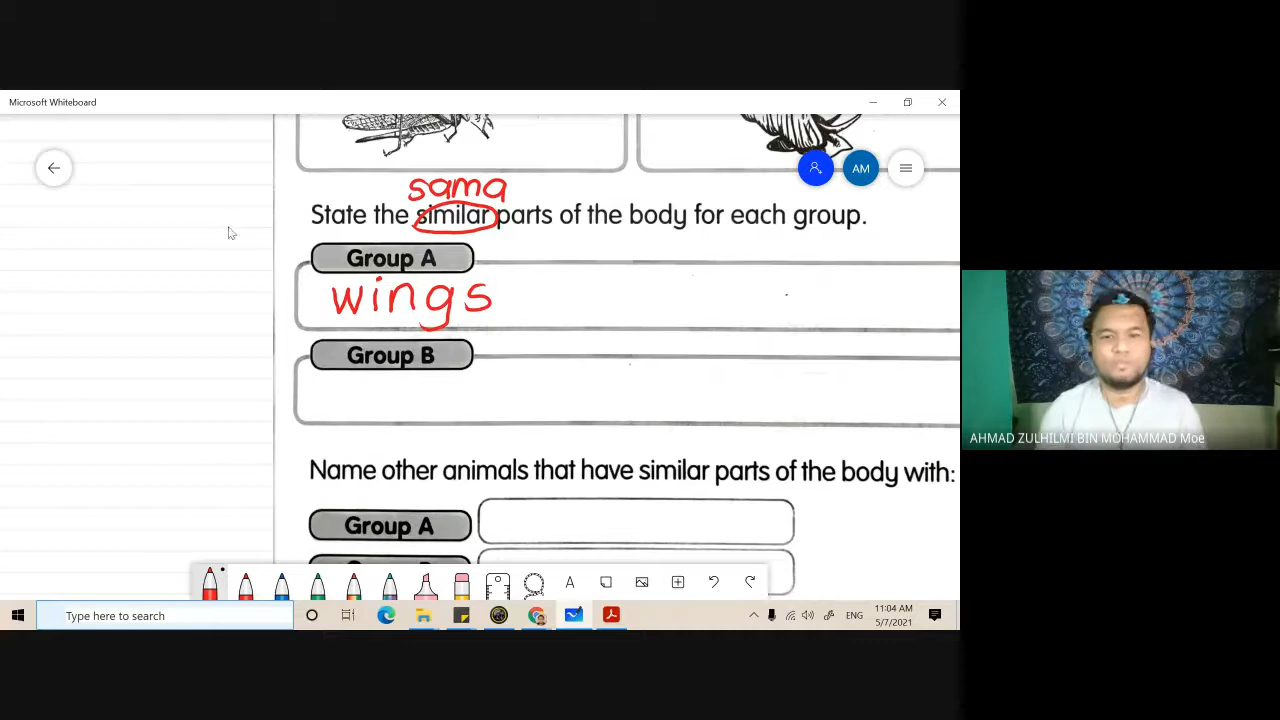 Microsoft Whiteboard
AM
sama
State the similar parts of the body for each group.
Group A
wings
Group B
Name other animals that have similar parts of the body with:
Group A
A
Type here to search
ENG
11:04 AM
5/7/2021
AHMAD ZULHILMI BIN MOHAMMAD Moe